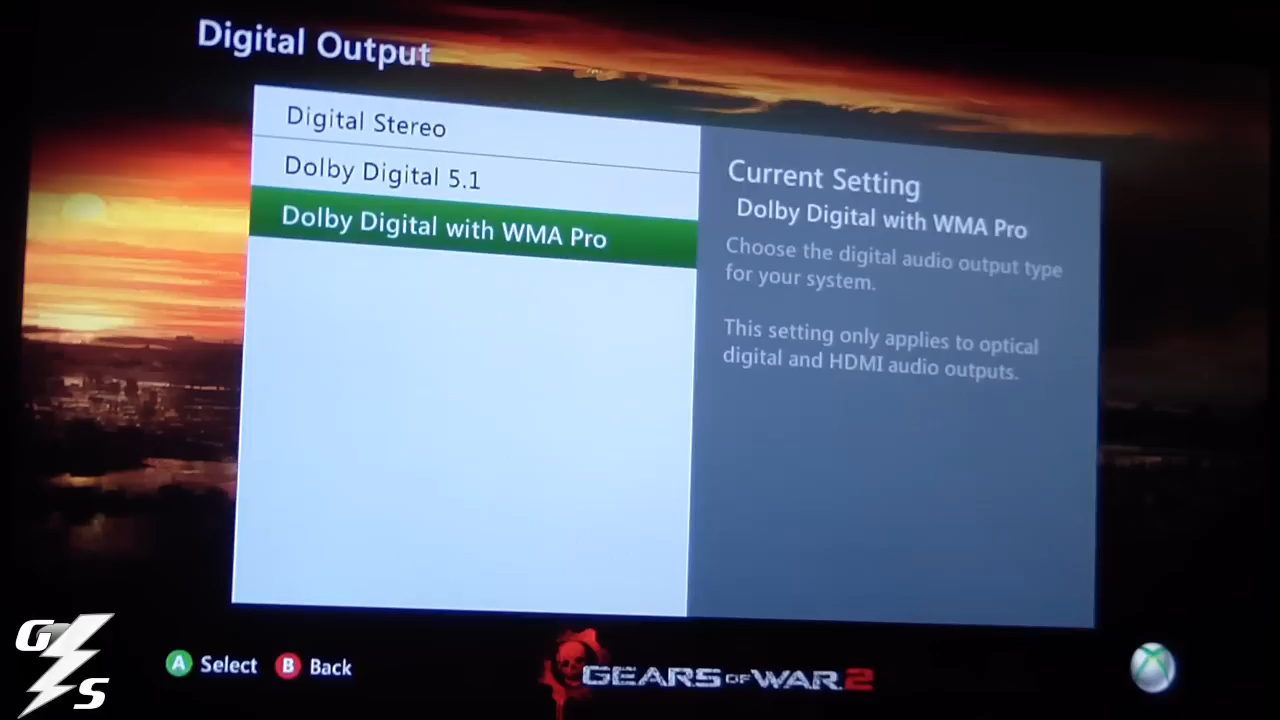 Digital Output
Digital Stereo
Dolby Digital 5.1
Dolby Digital with WMA Pro
Current Setting
Dolby Digital with WMA Pro
Choose the digital audio output type
for your system.
This setting only applies to optical
digital and HDMI audio outputs.
A Select B Back
GEARS OF WAR 2
G S